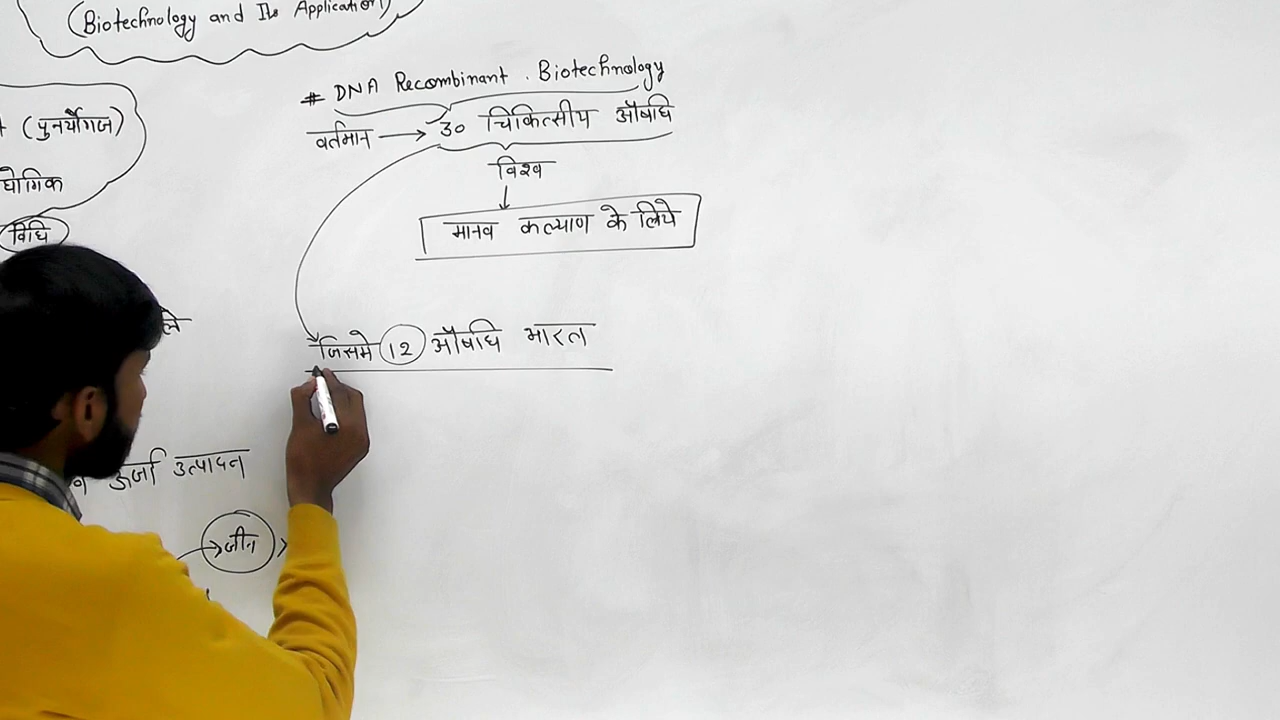 (Biotechnology and Its Application)
(पुनर्योगज)
विधि
ऊर्जा उत्पादन
जीन
# DNA Recombinant . Biotechnology
वर्तमान → 30 चिकित्सीय औषधि
विश्व
मानव कल्याण के लिये
जिसमे 12 औषधि भारत